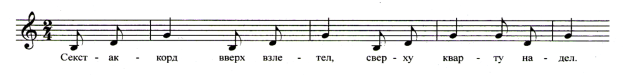 Секст - ак - корд вверх взле - тел, свер - ху квар - ту на - дел.